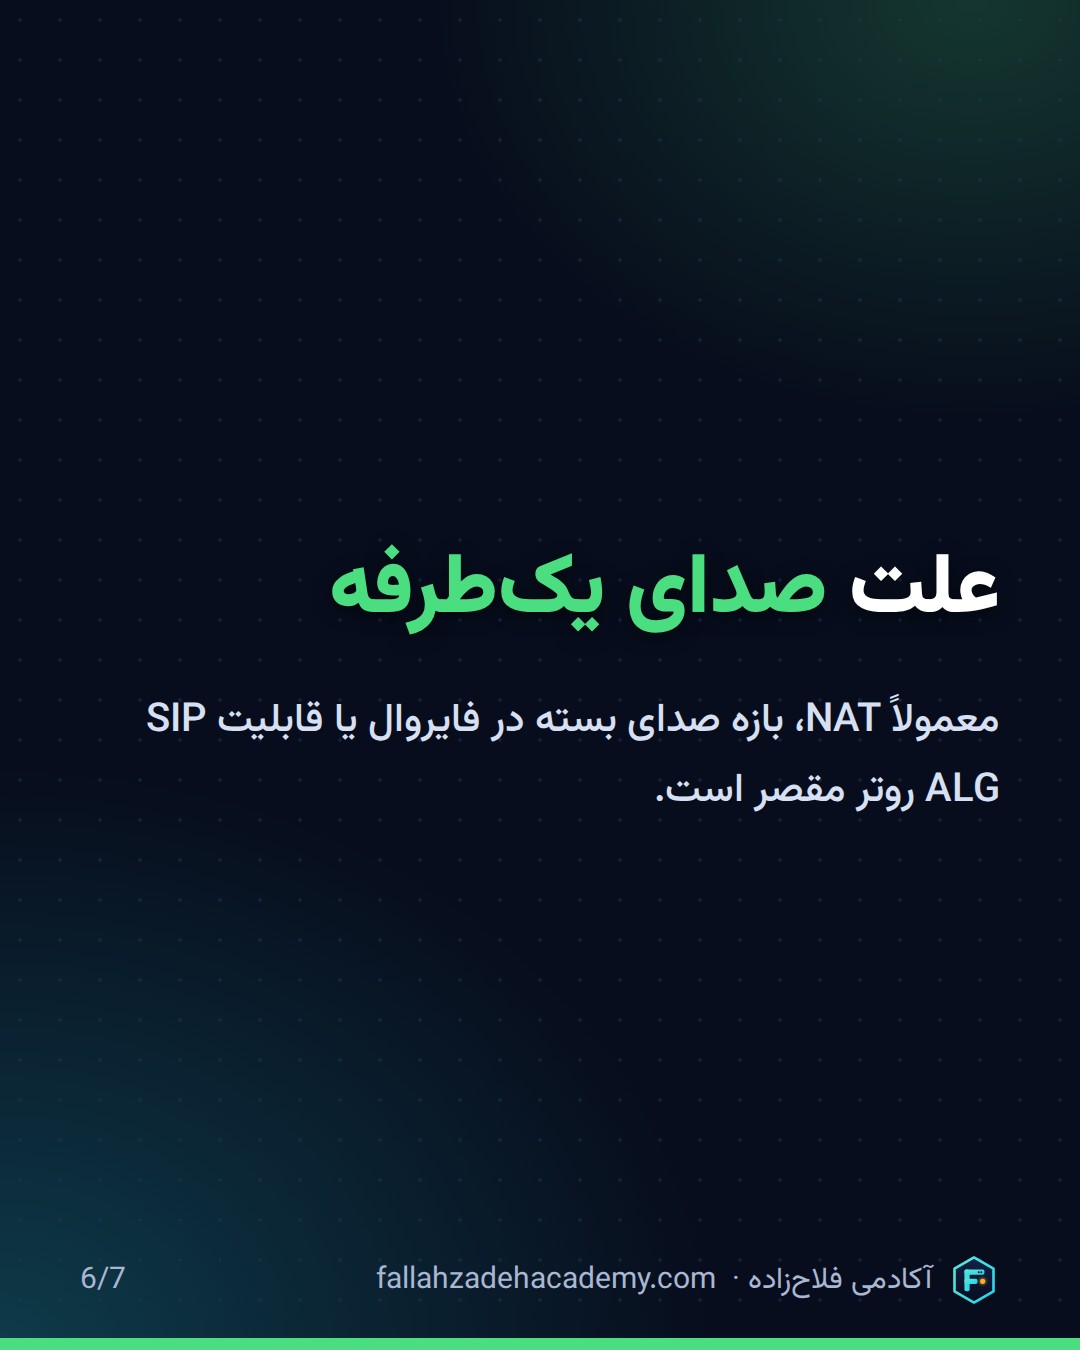 علت صدای یک‌طرفه
معمولاً NAT، بازه صدای بسته در فایروال یا قابلیت SIP
ALG روتر مقصر است.
آکادمی فلاح‌زاده · fallahzadehacademy.com
6/7